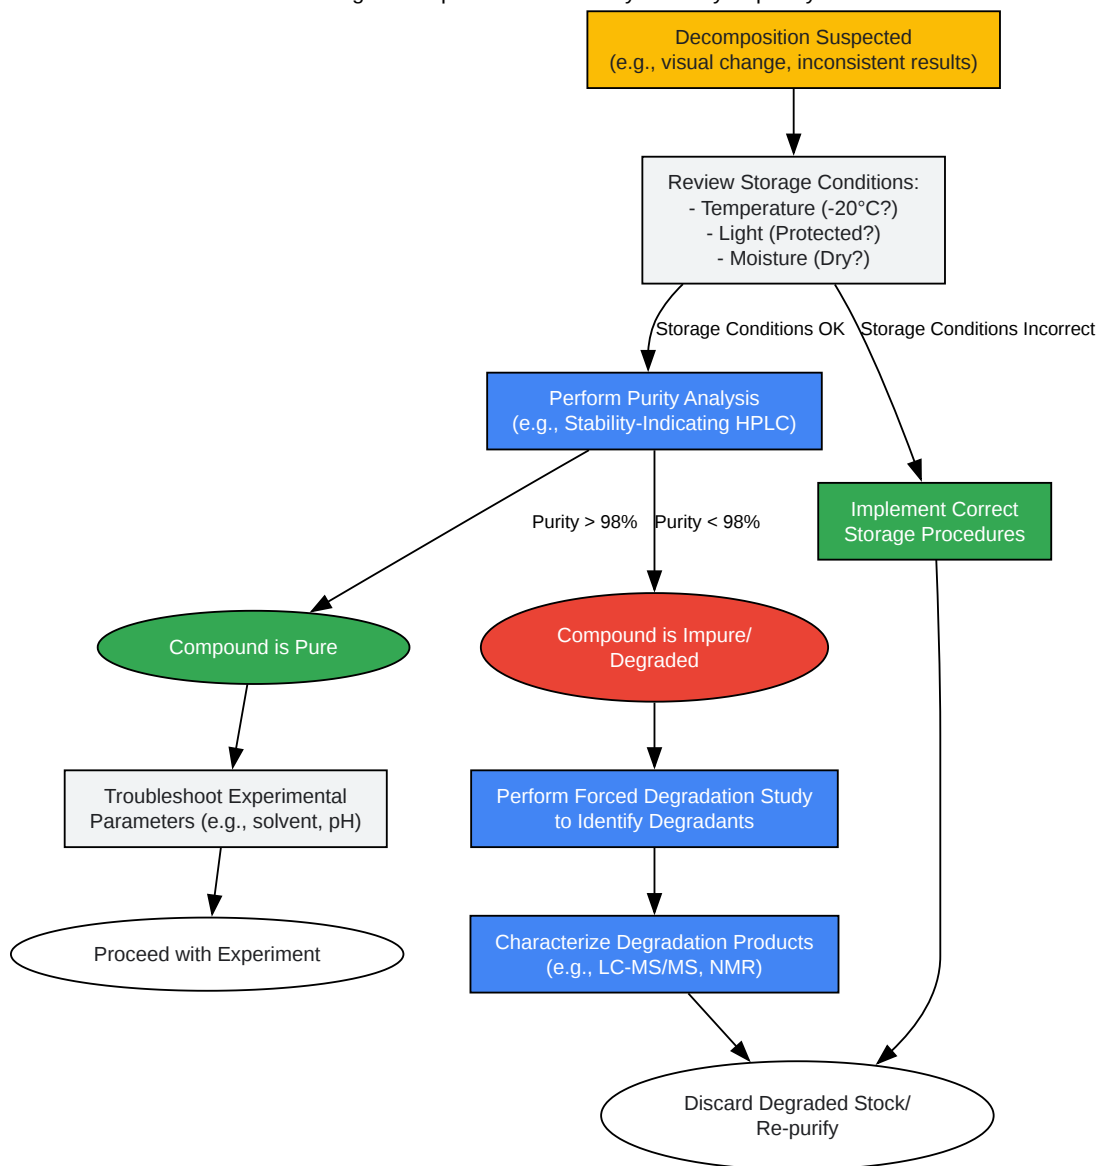 Decomposition Suspected
(e.g., visual change, inconsistent results)
Review Storage Conditions:
- Temperature (-20°C?)
- Light (Protected?)
- Moisture (Dry?)
Storage Conditions OK
Storage Conditions Incorrect
Perform Purity Analysis
(e.g., Stability-Indicating HPLC)
Implement Correct
Storage Procedures
Purity > 98%
Purity < 98%
Compound is Pure
Compound is Impure/
Degraded
Troubleshoot Experimental
Parameters (e.g., solvent, pH)
Perform Forced Degradation Study
to Identify Degradants
Proceed with Experiment
Characterize Degradation Products
(e.g., LC-MS/MS, NMR)
Discard Degraded Stock/
Re-purify